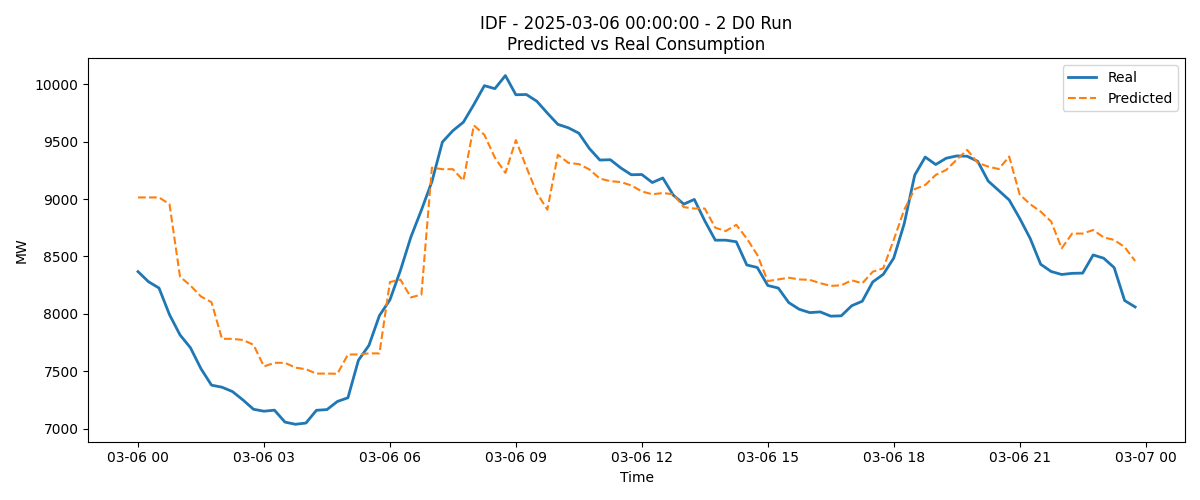 IDF - 2025-03-06 00:00:00 - 2 D0 Run
Predicted vs Real Consumption
Real
Predicted
10000
9500
9000
8500
8000
7500
7000
MW
03-06 00
03-06 03
03-06 06
03-06 09
03-06 12
03-06 15
03-06 18
03-06 21
03-07 00
Time